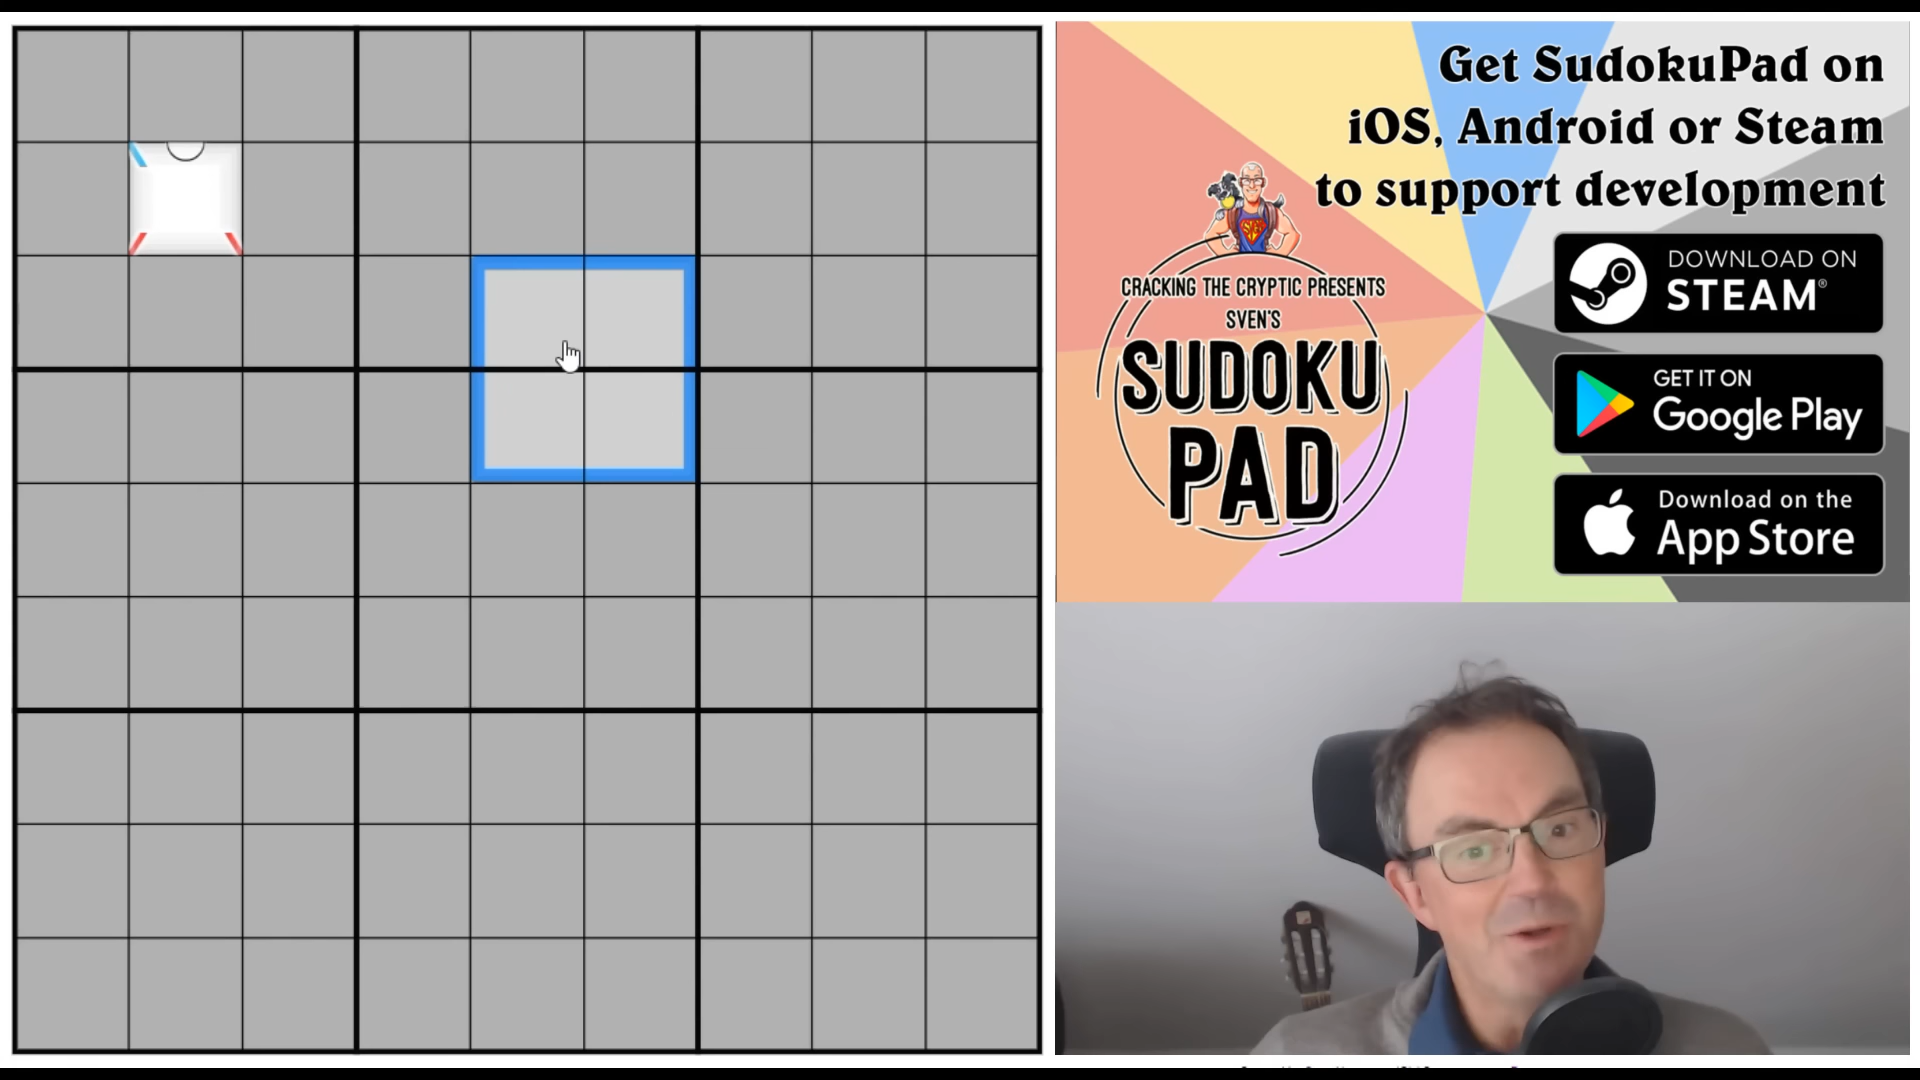 Get SudokuPad on
iOS, Android or Steam
to support development
CRACKING THE CRYPTIC PRESENTS
SVEN'S
SUDOKU
PAD
DOWNLOAD ON
STEAM®
GET IT ON
Google Play
Download on the
App Store